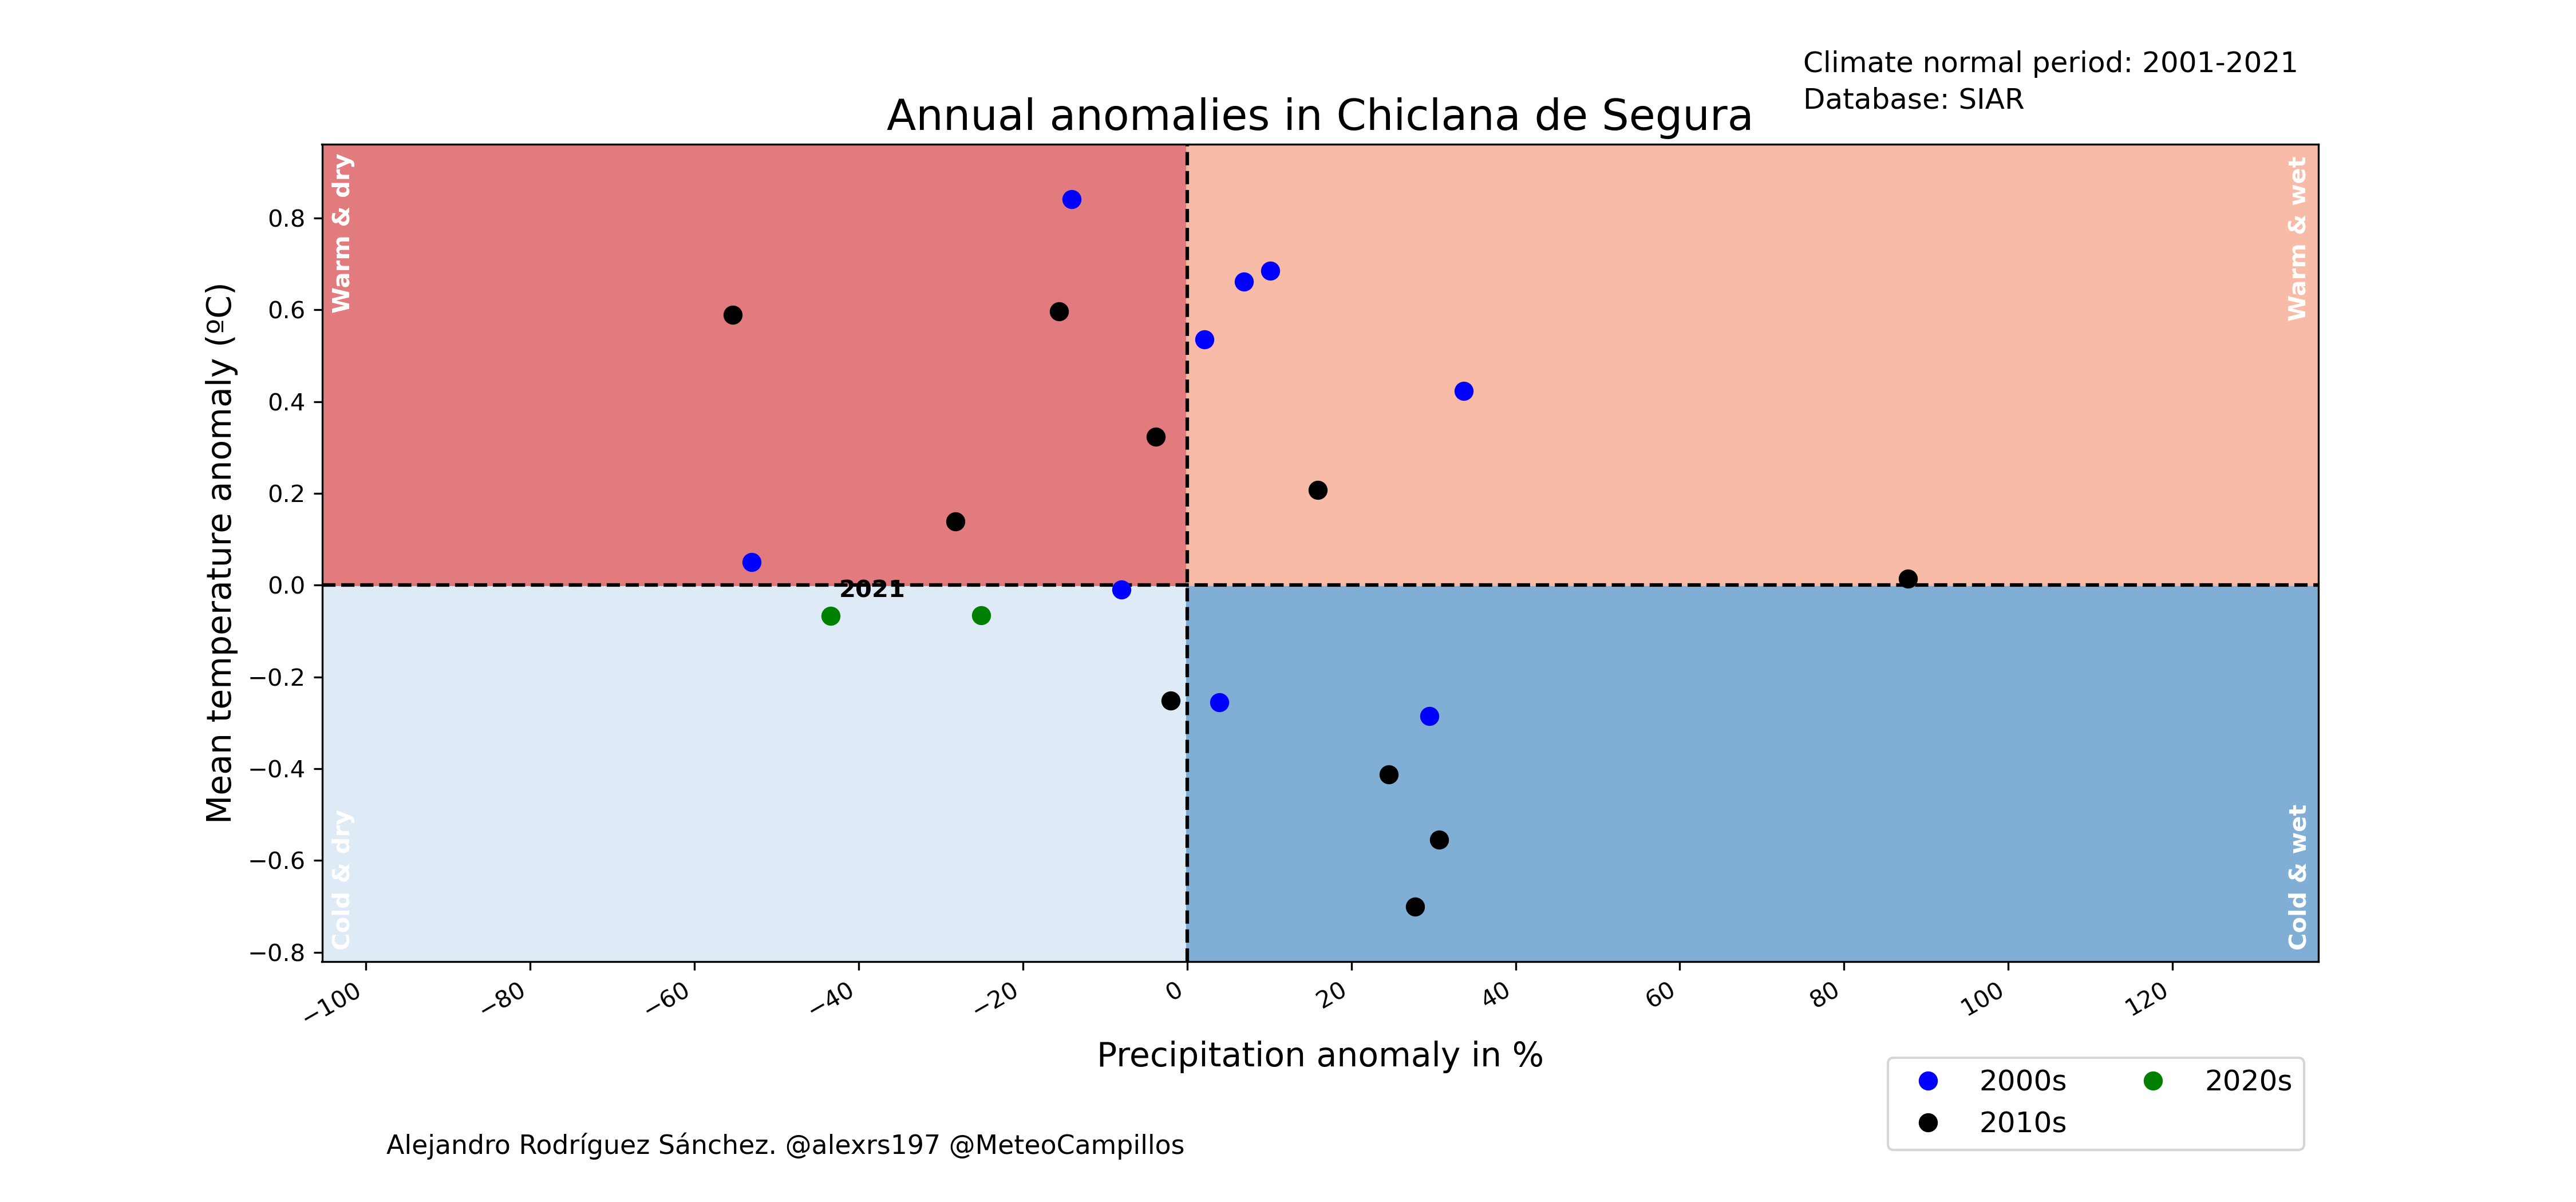 Climate normal period: 2001-2021
Database: SIAR
Annual anomalies in Chiclana de Segura
Warm & dry
Warm & wet
Mean temperature anomaly (ºC)
0.8
0.6
0.4
0.2
0.0
−0.2
−0.4
−0.6
−0.8
2021
Cold & dry
Cold & wet
−100
−80
−60
−40
−20
0
20
40
60
80
100
120
Precipitation anomaly in %
2000s
2010s
2020s
Alejandro Rodríguez Sánchez. @alexrs197 @MeteoCampillos